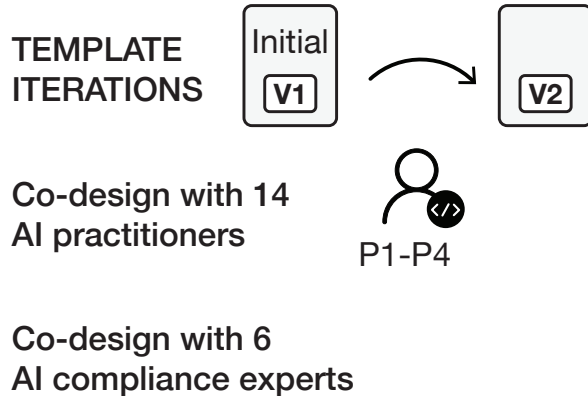 TEMPLATE
ITERATIONS
Initial
V1
V2
Co-design with 14
AI practitioners
</>
P1-P4
Co-design with 6
AI compliance experts